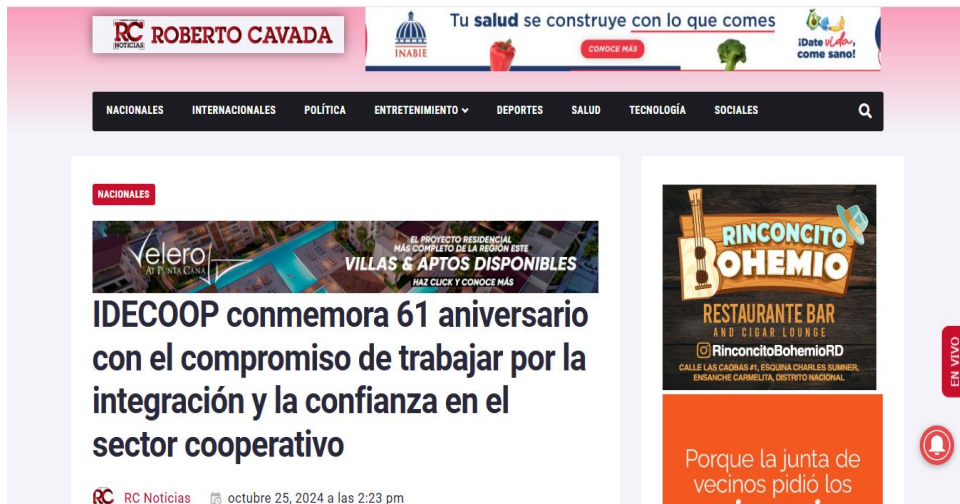 RC NOTICIAS ROBERTO CAVADA
INABIE
Tu salud se construye con lo que comes
CONOCE MÁS
¡Date vida,
come sano!
NACIONALES INTERNACIONALES POLÍTICA ENTRETENIMIENTO DEPORTES SALUD TECNOLOGÍA SOCIALES
NACIONALES
Velero
AT PUNTA CANA
EL PROYECTO RESIDENCIAL
MÁS COMPLETO DE LA REGIÓN ESTE
VILLAS & APTOS DISPONIBLES
HAZ CLICK Y CONOCE MÁS
IDECOOP conmemora 61 aniversario
con el compromiso de trabajar por la
integración y la confianza en el
sector cooperativo
RC RC Noticias octubre 25, 2024 a las 2:23 pm
RINCONCITO
BOHEMIO
RESTAURANTE BAR
AND CIGAR LOUNGE
RinconcitoBohemioRD
CALLE LAS CAOBAS #1, ESQUINA CHARLES SUMNER,
ENSANCHE CARMELITA, DISTRITO NACIONAL
Porque la junta de
vecinos pidió los
EN VIVO